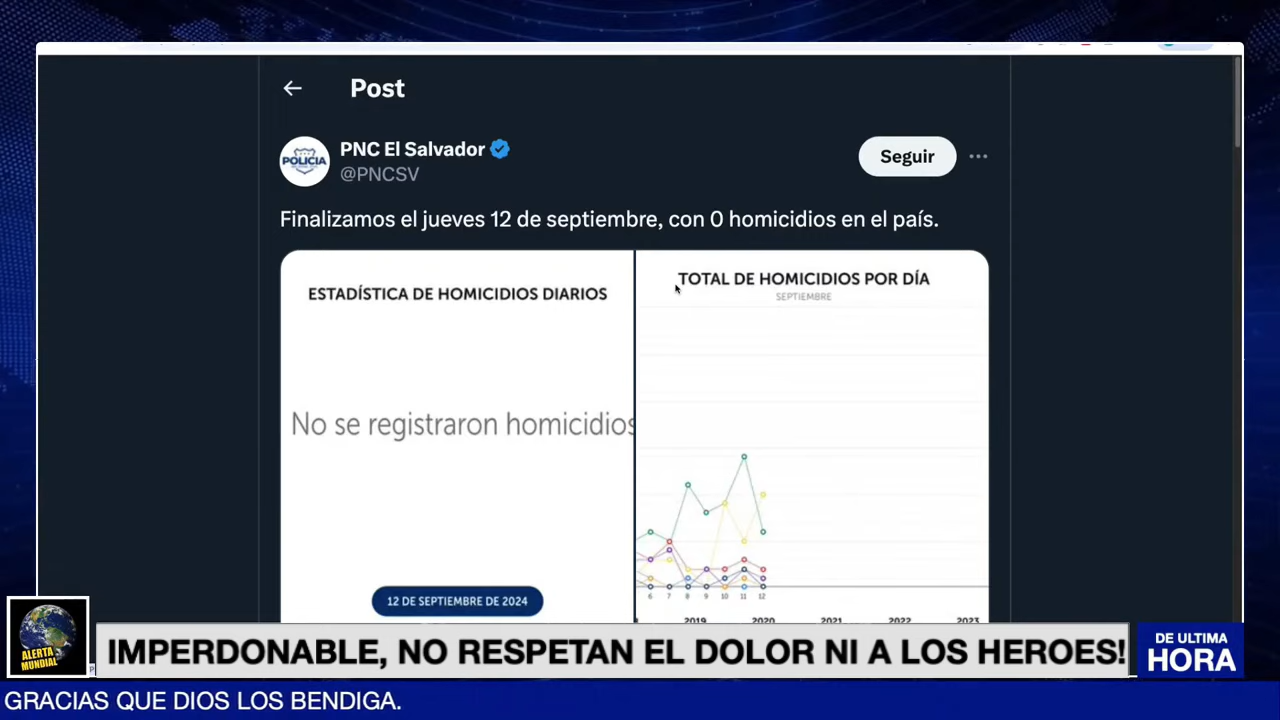 Post
POLICIA
PNC El Salvador
@PNCSV
Seguir
Finalizamos el jueves 12 de septiembre, con 0 homicidios en el país.
ESTADÍSTICA DE HOMICIDIOS DIARIOS
No se registraron homicidios
12 DE SEPTIEMBRE DE 2024
TOTAL DE HOMICIDIOS POR DÍA
SEPTIEMBRE
6 7 8 9 10 11 12
2019 2020 2021 2022 2023
ALERTA
MUNDIAL
IMPERDONABLE, NO RESPETAN EL DOLOR NI A LOS HEROES!
DE ULTIMA
HORA
GRACIAS QUE DIOS LOS BENDIGA.